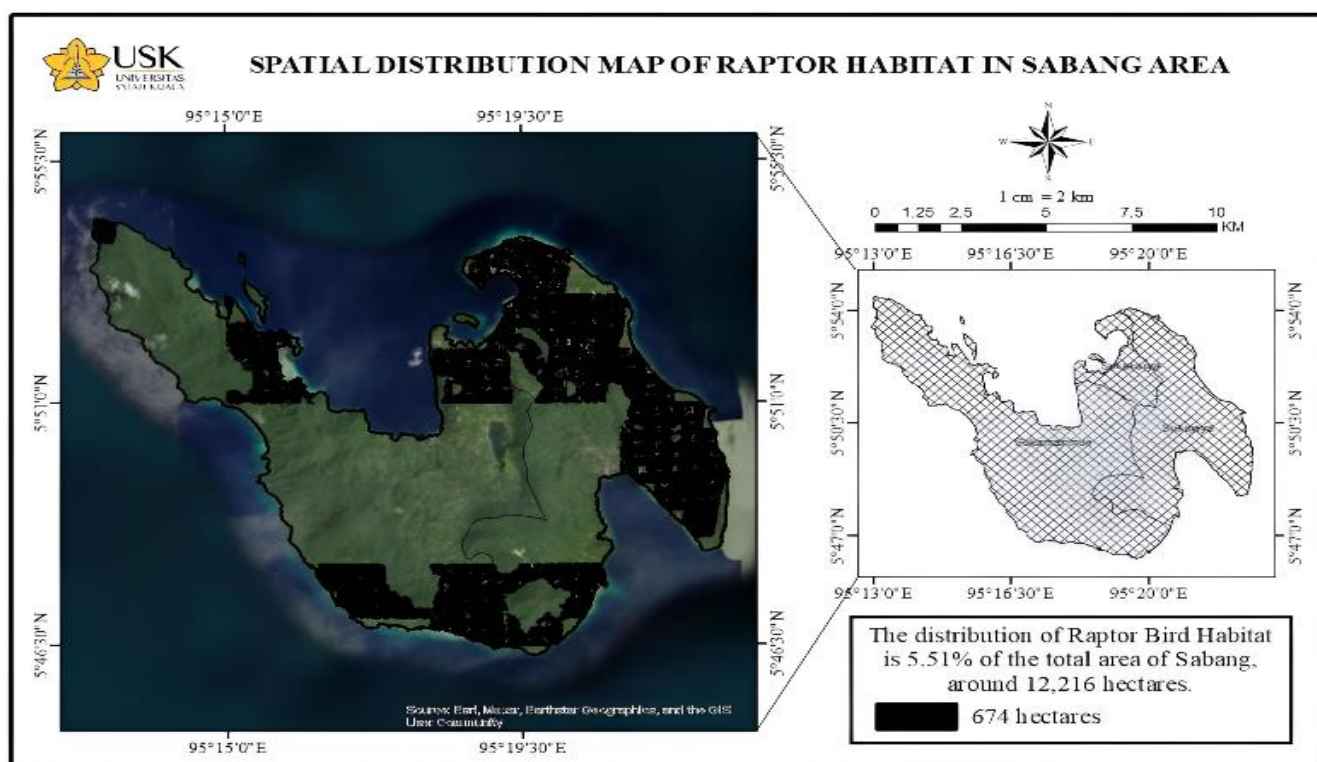 USK
UNIVERSITAS
SYIAH KUALA
SPATIAL DISTRIBUTION MAP OF RAPTOR HABITAT IN SABANG AREA
95°15'0"E 95°19'30"E
5°55'30"N 5°55'30"N
5°51'0"N 5°51'0"N
5°46'30"N 5°46'30"N
Source: Esri, Maxar, Earthstar Geographics, and the GIS
User Community
95°15'0"E 95°19'30"E
N
W E
S
1 cm = 2 km
0 1,25 2,5 5 7,5 10
KM
95°13'0"E 95°16'30"E 95°20'0"E
5°54'0"N 5°54'0"N
5°50'30"N 5°50'30"N
5°47'0"N 5°47'0"N
95°13'0"E 95°16'30"E 95°20'0"E
The distribution of Raptor Bird Habitat
is 5.51% of the total area of Sabang,
around 12,216 hectares.
674 hectares